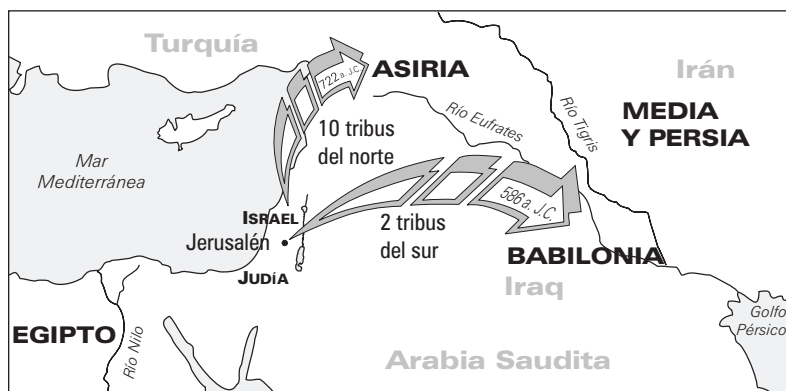 Turquía
722 a. J.C.
ASIRIA
Irán
Río Tigris
Río Eufrates
MEDIA
Y PERSIA
10 tribus
del norte
Mar
Mediterránea
586 a. J.C.
ISRAEL
Jerusalén
2 tribus
del sur
JUDÍA
BABILONIA
Iraq
EGIPTO
Río Nilo
Golfo
Pérsico
Arabia Saudita